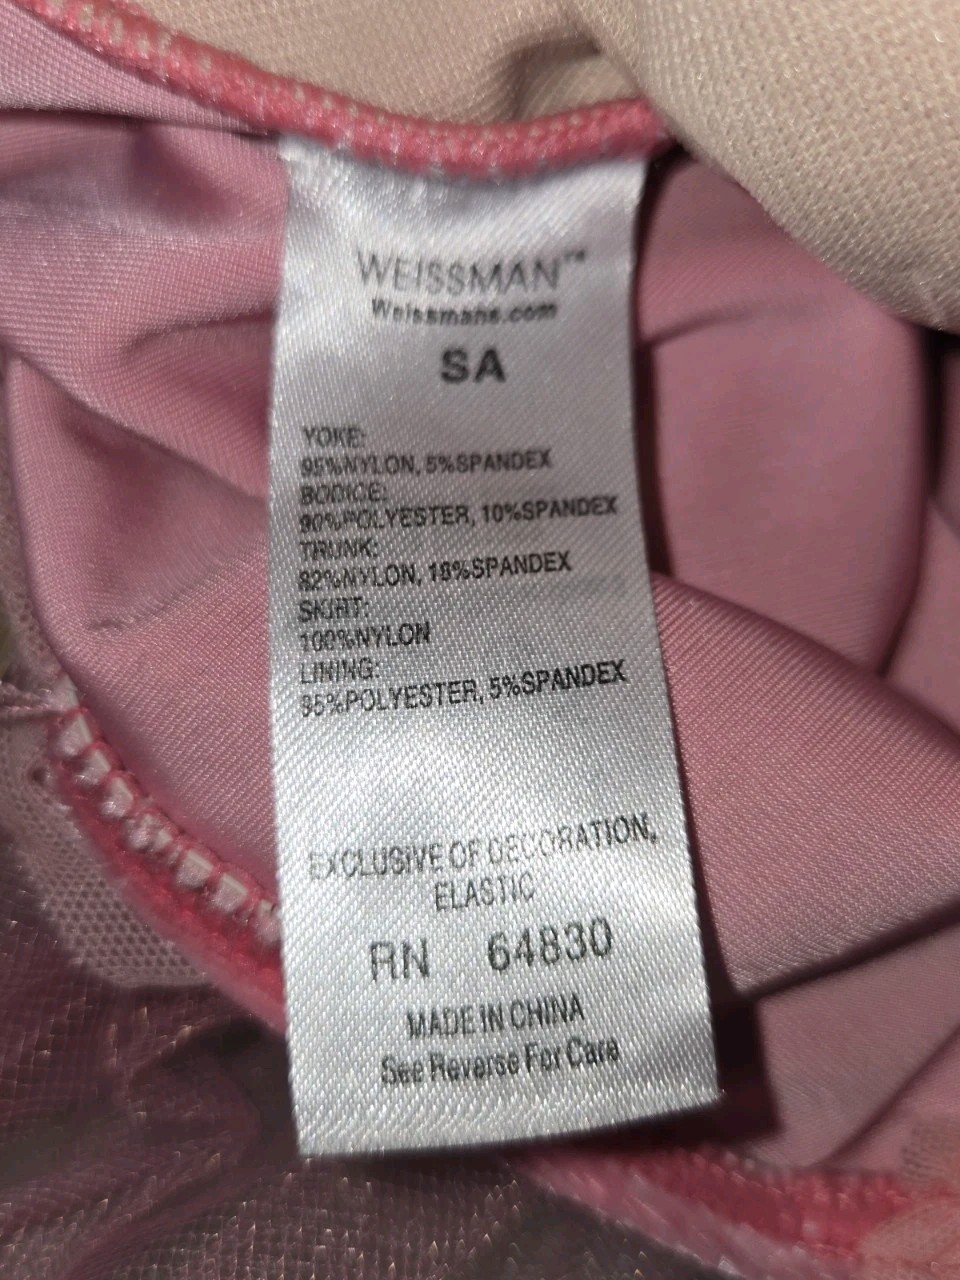 WEISSMAN™
Weissmans.com
SA
YOKE:
95%NYLON, 5%SPANDEX
BODICE:
90%POLYESTER, 10%SPANDEX
TRUNK:
82%NYLON, 18%SPANDEX
SKIRT:
100%NYLON
LINING:
95%POLYESTER, 5%SPANDEX
EXCLUSIVE OF DECORATION,
ELASTIC
RN 64830
MADE IN CHINA
See Reverse For Care